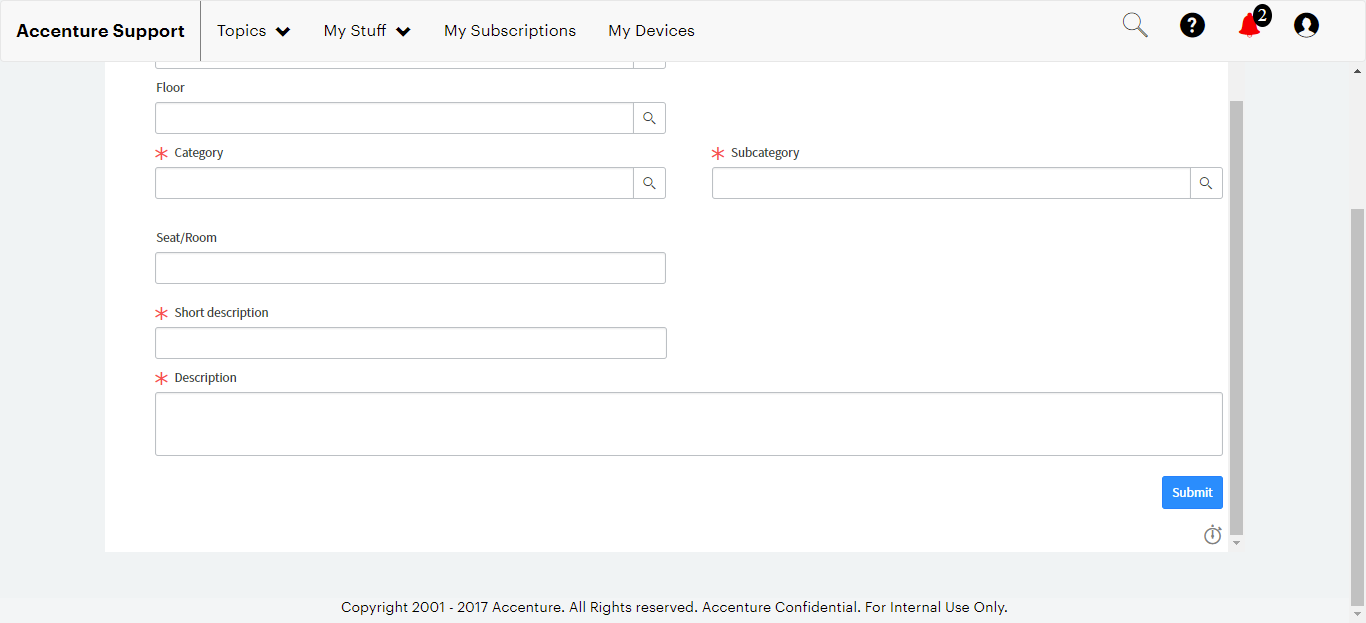 Accenture Support
Topics
My Stuff
My Subscriptions
My Devices
?
2
Floor
* Category
* Subcategory
Seat/Room
* Short description
* Description
Submit
Copyright 2001 - 2017 Accenture. All Rights reserved. Accenture Confidential. For Internal Use Only.